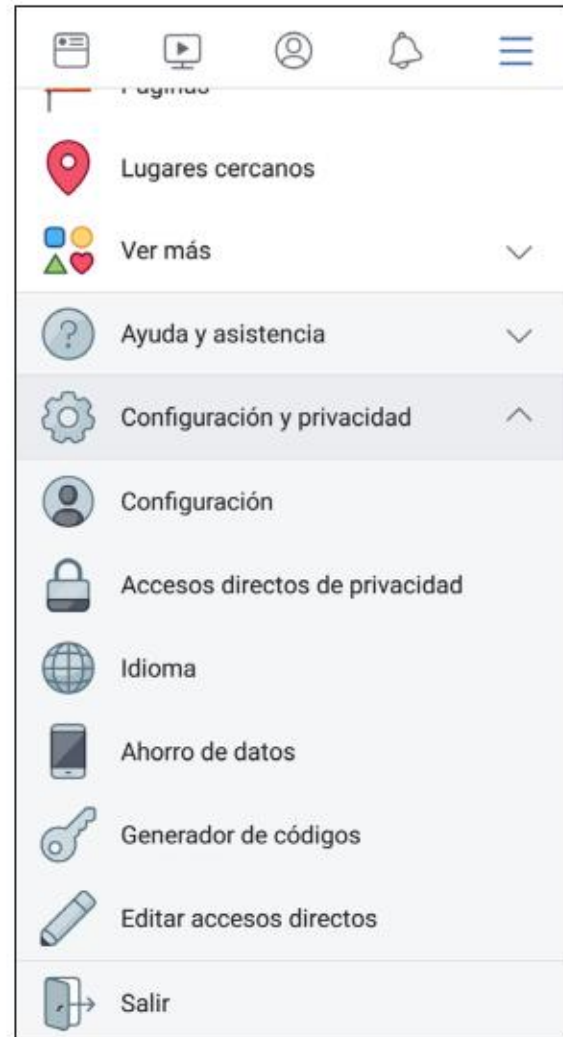 Páginas
Lugares cercanos
Ver más
Ayuda y asistencia
Configuración y privacidad
Configuración
Accesos directos de privacidad
Idioma
Ahorro de datos
Generador de códigos
Editar accesos directos
Salir